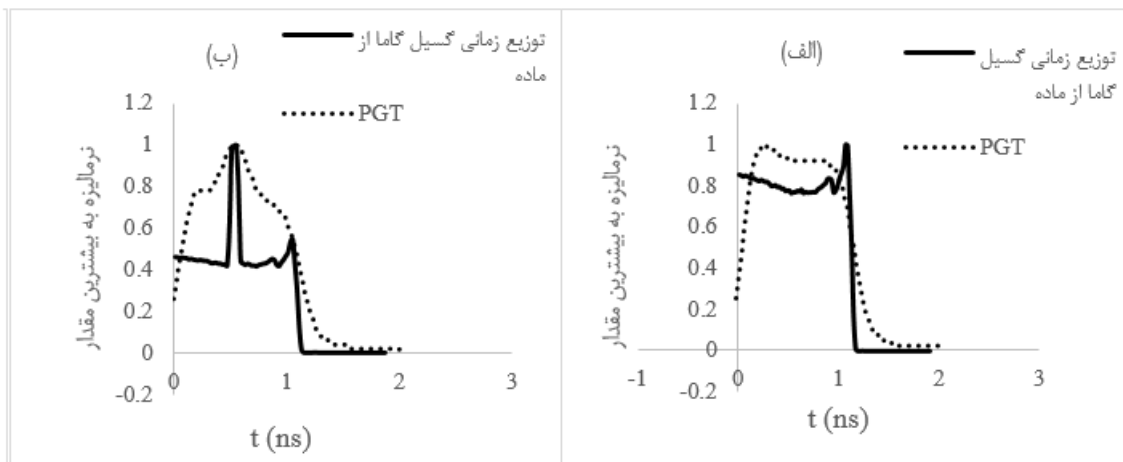 (ب)
توزیع زمانی گسیل گاما از
ماده
PGT
نرمالیزه به بیشترین مقدار
1.2
1
0.8
0.6
0.4
0.2
0
-0.2
0 1 2 3
t (ns)
(الف)
توزیع زمانی گسیل
گاما از ماده
PGT
نرمالیزه به بیشترین مقدار
1.2
1
0.8
0.6
0.4
0.2
0
-0.2
-1 0 1 2 3
t (ns)